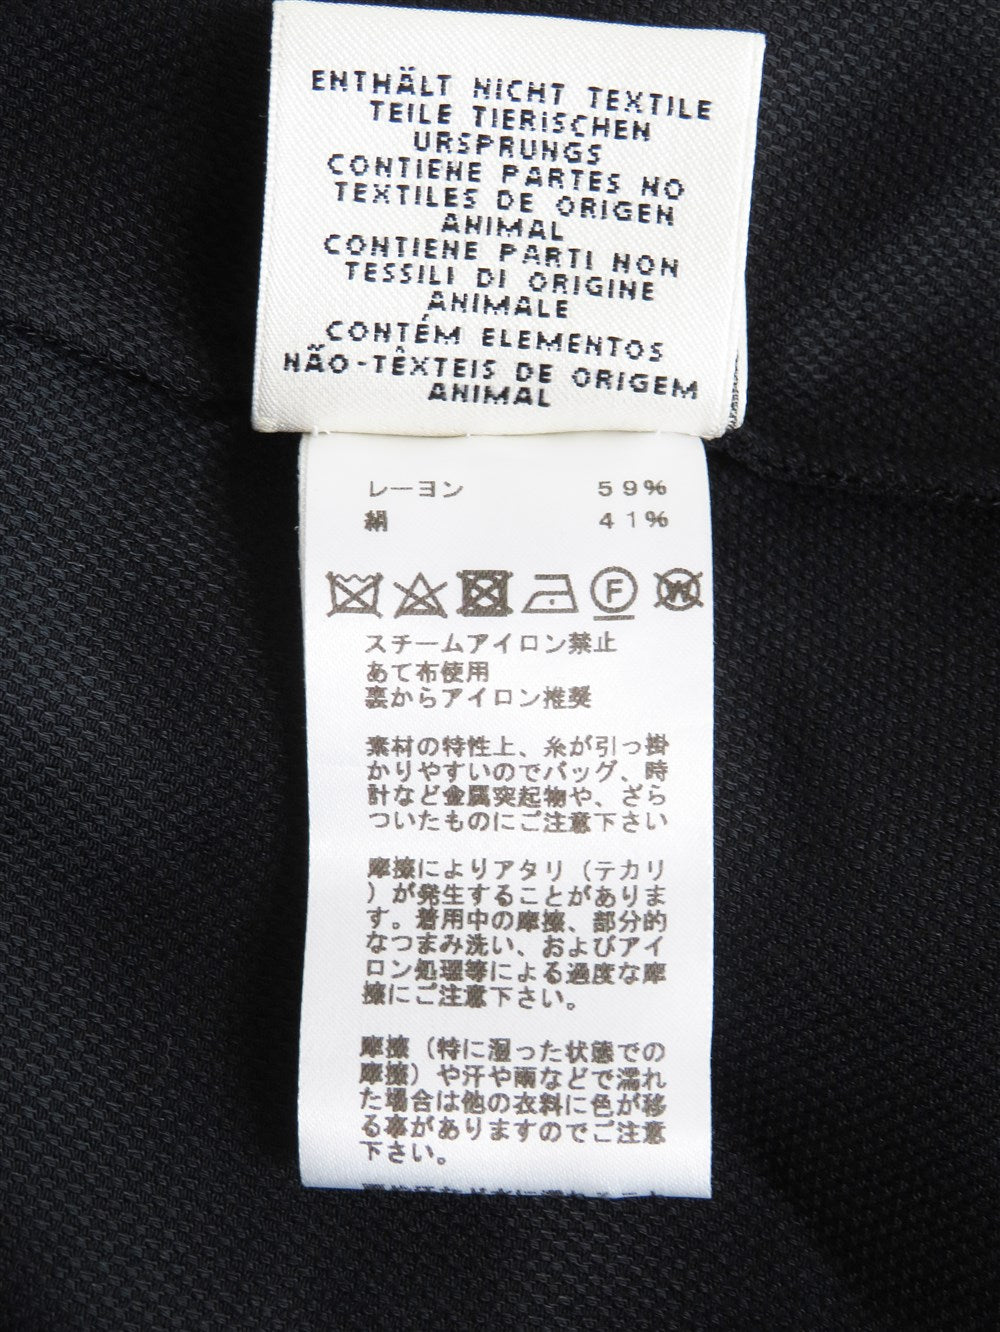 ENTHÄLT NICHT TEXTILE
TEILE TIERISCHEN
URSPRUNGS
CONTIENE PARTES NO
TEXTILES DE ORIGEN
ANIMAL
CONTIENE PARTI NON
TESSILI DI ORIGINE
ANIMALE
CONTÉM ELEMENTOS
NÃO-TÊXTEIS DE ORIGEM
ANIMAL
レーヨン 59%
絹 41%
F W
スチームアイロン禁止
あて布使用
裏からアイロン推奨
素材の特性上、糸が引っ掛
かりやすいのでバッグ、時
計など金属突起物や、ざら
ついたものにご注意下さい
摩擦によりアタリ（テカリ
）が発生することがありま
す。着用中の摩擦、部分的
なつまみ洗い、およびアイ
ロン処理等による過度な摩
擦にご注意下さい。
摩擦（特に湿った状態での
摩擦）や汗や雨などで濡れ
た場合は他の衣料に色が移
る事がありますのでご注意
下さい。